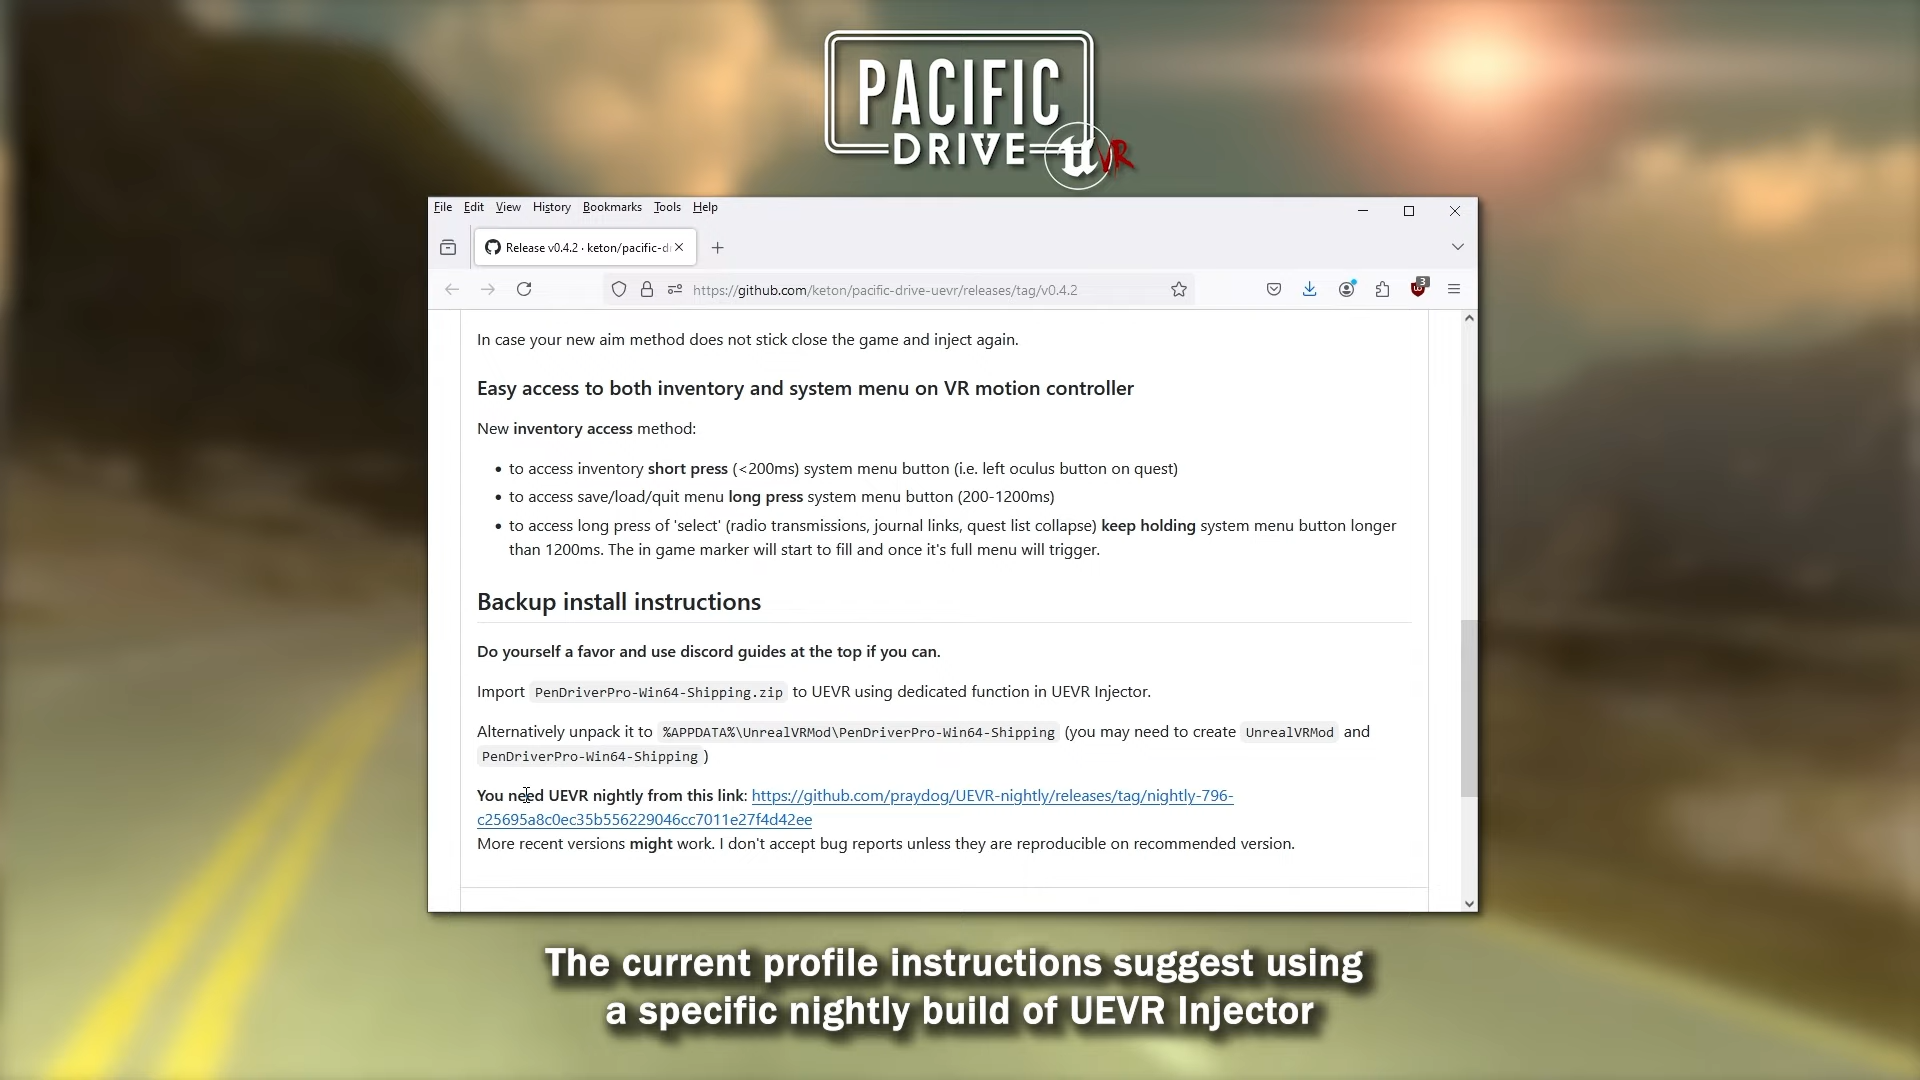 PACIFIC
DRIVE
VR
File Edit View History Bookmarks Tools Help
Release v0.4.2 · keton/pacific-d
https://github.com/keton/pacific-drive-uevr/releases/tag/v0.4.2
3
In case your new aim method does not stick close the game and inject again.
Easy access to both inventory and system menu on VR motion controller
New inventory access method:
• to access inventory short press (<200ms) system menu button (i.e. left oculus button on quest)
• to access save/load/quit menu long press system menu button (200-1200ms)
• to access long press of 'select' (radio transmissions, journal links, quest list collapse) keep holding system menu button longer
than 1200ms. The in game marker will start to fill and once it's full menu will trigger.
Backup install instructions
Do yourself a favor and use discord guides at the top if you can.
Import PenDriverPro-Win64-Shipping.zip to UEVR using dedicated function in UEVR Injector.
Alternatively unpack it to %APPDATA%\UnrealVRMod\PenDriverPro-Win64-Shipping (you may need to create UnrealVRMod and
PenDriverPro-Win64-Shipping )
You need UEVR nightly from this link: https://github.com/praydog/UEVR-nightly/releases/tag/nightly-796-
c25695a8c0ec35b556229046cc7011e27f4d42ee
More recent versions might work. I don't accept bug reports unless they are reproducible on recommended version.
The current profile instructions suggest using
a specific nightly build of UEVR Injector